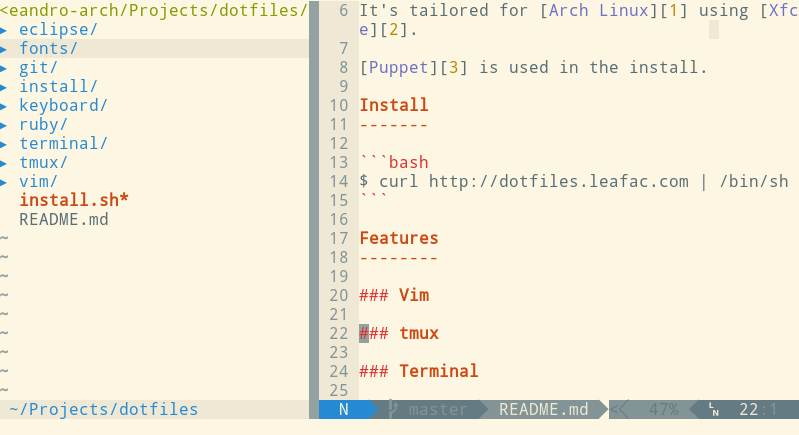 <eandro-arch/Projects/dotfiles/
▸ eclipse/
▸ fonts/
▸ git/
▸ install/
▸ keyboard/
▸ ruby/
▸ terminal/
▸ tmux/
▸ vim/
install.sh*
README.md
~
~
~
~
~
~
~
~
~
~/Projects/dotfiles
6 It's tailored for [Arch Linux][1] using [Xfc
e][2].
7
8 [Puppet][3] is used in the install.
9
10 Install
11 -------
12
13 ```bash
14 $ curl http://dotfiles.leafac.com | /bin/sh
15 ```
16
17 Features
18 --------
19
20 ### Vim
21
22 ### tmux
23
24 ### Terminal
25
N master README.md < 47% LN 22:1